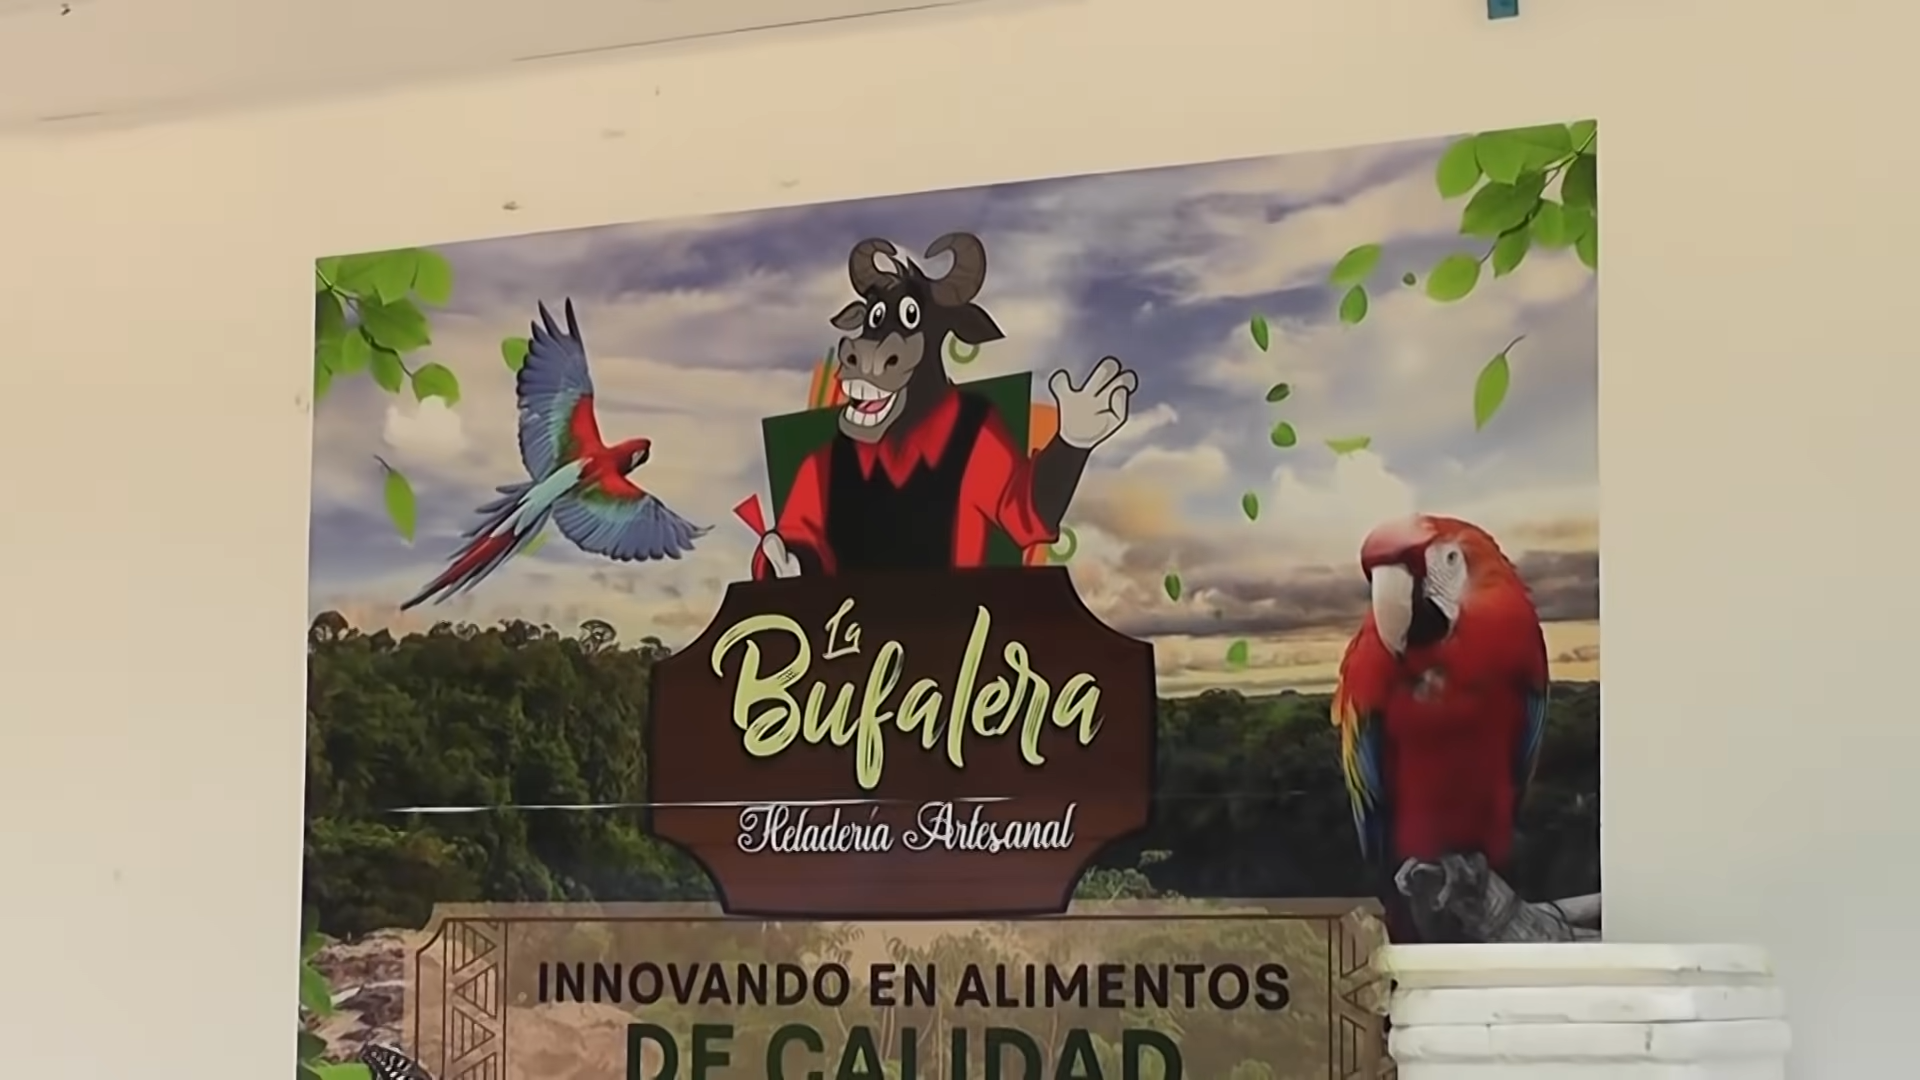 La
Bufalera
Heladería Artesanal
INNOVANDO EN ALIMENTOS
DE CALIDAD